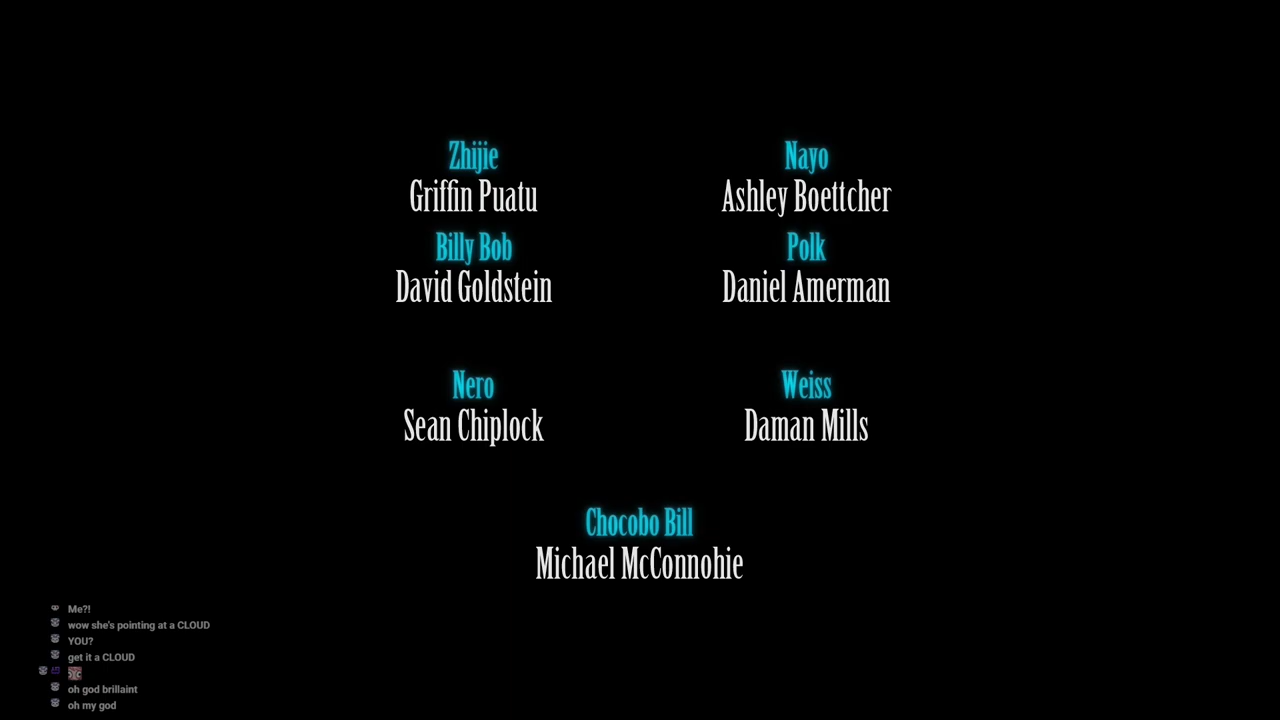 Zhijie
Griffin Puatu
Nayo
Ashley Boettcher
Billy Bob
David Goldstein
Polk
Daniel Amerman
Nero
Sean Chiplock
Weiss
Daman Mills
Chocobo Bill
Michael McConnohie
Me?!
wow she's pointing at a CLOUD
YOU?
get it a CLOUD
oh god brillaint
oh my god